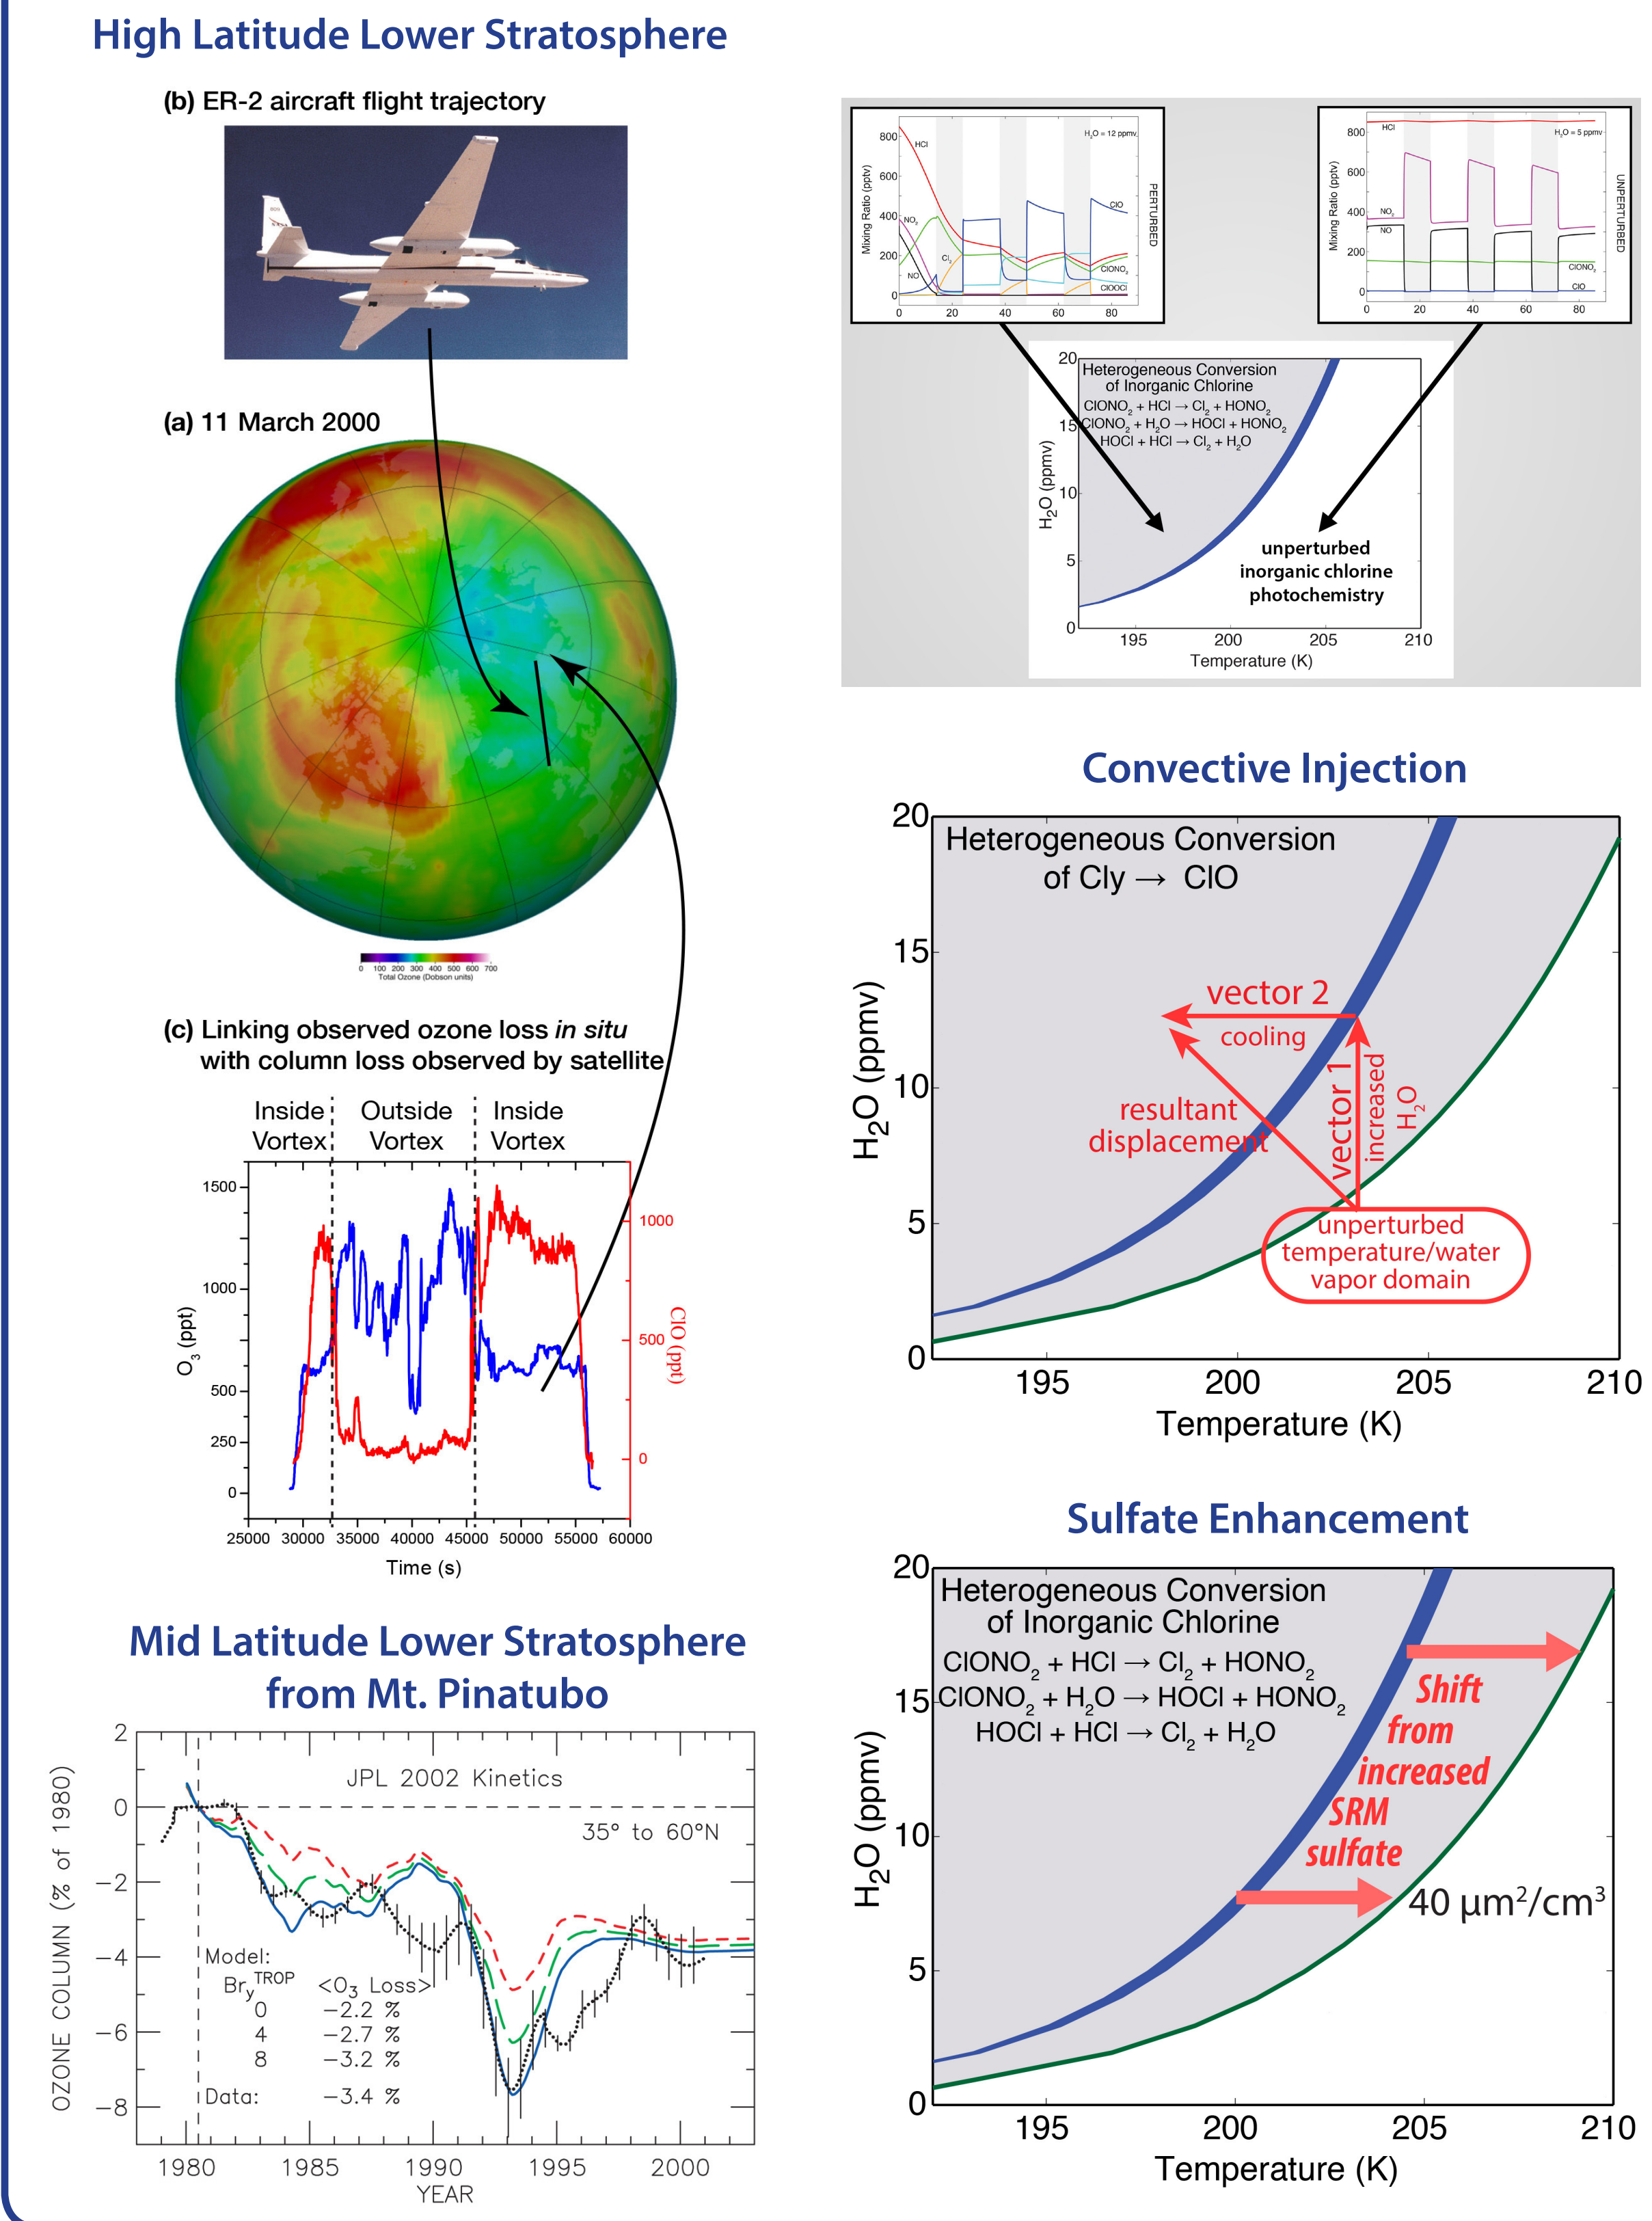 High Latitude Lower Stratosphere
(b) ER-2 aircraft flight trajectory
(a) 11 March 2000
0 100 200 300 400 500 600 700
Total Ozone (Dobson units)
(c) Linking observed ozone loss in situ
with column loss observed by satellite
Inside Vortex
Outside Vortex
Inside Vortex
1500
1000
500
250
0
O3 (ppt)
1000
500
0
ClO (ppt)
25000 30000 35000 40000 45000 50000 55000 60000
Time (s)
Mid Latitude Lower Stratosphere
from Mt. Pinatubo
2
0
−2
−4
−6
−8
OZONE COLUMN (% of 1980)
JPL 2002 Kinetics
35° to 60°N
Model:
Bry TROP <O3 Loss>
0 −2.2 %
4 −2.7 %
8 −3.2 %
Data: −3.4 %
1980 1985 1990 1995 2000
YEAR
800
600
400
200
0
Mixing Ratio (pptv)
H2O = 12 ppmv
HCl
NO2
NO
Cl2
ClO
ClONO2
ClOOCl
0 20 40 60 80
PERTURBED
800
600
400
200
0
Mixing Ratio (pptv)
HCl
H2O = 5 ppmv
NO2
NO
ClONO2
ClO
0 20 40 60 80
UNPERTURBED
20
15
10
5
0
H2O (ppmv)
Heterogeneous Conversion
of Inorganic Chlorine
ClONO2 + HCl → Cl2 + HONO2
ClONO2 + H2O → HOCl + HONO2
HOCl + HCl → Cl2 + H2O
unperturbed
inorganic chlorine
photochemistry
195 200 205 210
Temperature (K)
Convective Injection
20
15
10
5
0
H2O (ppmv)
Heterogeneous Conversion
of Cly → ClO
vector 2
cooling
vector 1
increased
H2O
resultant
displacement
unperturbed
temperature/water
vapor domain
195 200 205 210
Temperature (K)
Sulfate Enhancement
20
15
10
5
0
H2O (ppmv)
Heterogeneous Conversion
of Inorganic Chlorine
ClONO2 + HCl → Cl2 + HONO2
ClONO2 + H2O → HOCl + HONO2
HOCl + HCl → Cl2 + H2O
Shift
from
increased
SRM
sulfate
40 μm2/cm3
195 200 205 210
Temperature (K)